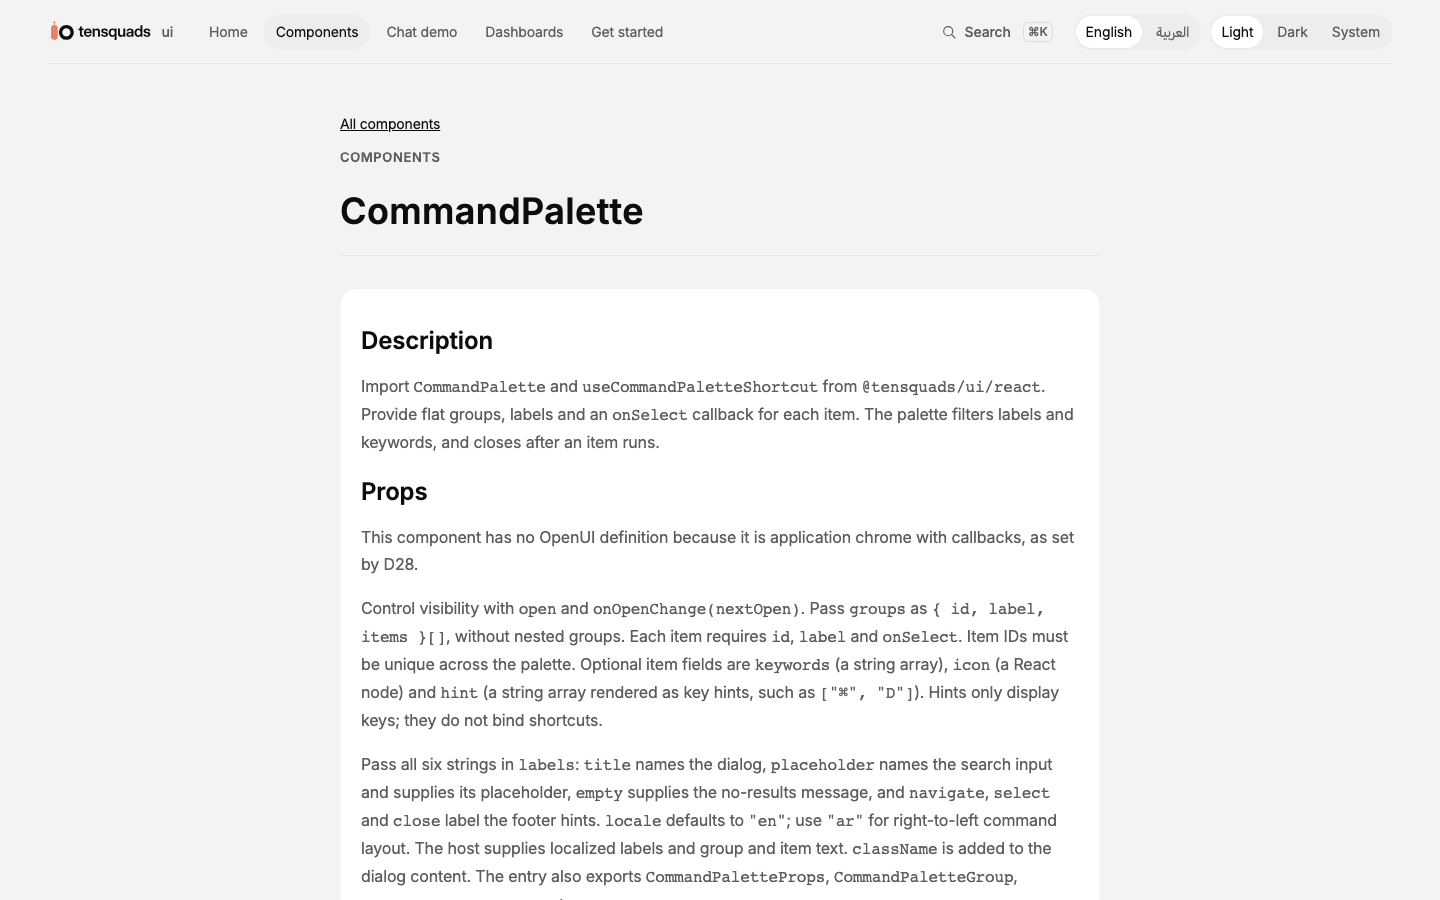 tensquads ui
Home
Components
Chat demo
Dashboards
Get started
Search
⌘K
English
العربية
Light
Dark
System
All components
COMPONENTS
CommandPalette
Description
Import CommandPalette and useCommandPaletteShortcut from @tensquads/ui/react.
Provide flat groups, labels and an onSelect callback for each item. The palette filters labels and
keywords, and closes after an item runs.
Props
This component has no OpenUI definition because it is application chrome with callbacks, as set
by D28.
Control visibility with open and onOpenChange(nextOpen). Pass groups as { id, label,
items }[], without nested groups. Each item requires id, label and onSelect. Item IDs must
be unique across the palette. Optional item fields are keywords (a string array), icon (a React
node) and hint (a string array rendered as key hints, such as ["⌘", "D"]). Hints only display
keys; they do not bind shortcuts.
Pass all six strings in labels: title names the dialog, placeholder names the search input
and supplies its placeholder, empty supplies the no-results message, and navigate, select
and close label the footer hints. locale defaults to "en"; use "ar" for right-to-left command
layout. The host supplies localized labels and group and item text. className is added to the
dialog content. The entry also exports CommandPaletteProps, CommandPaletteGroup,